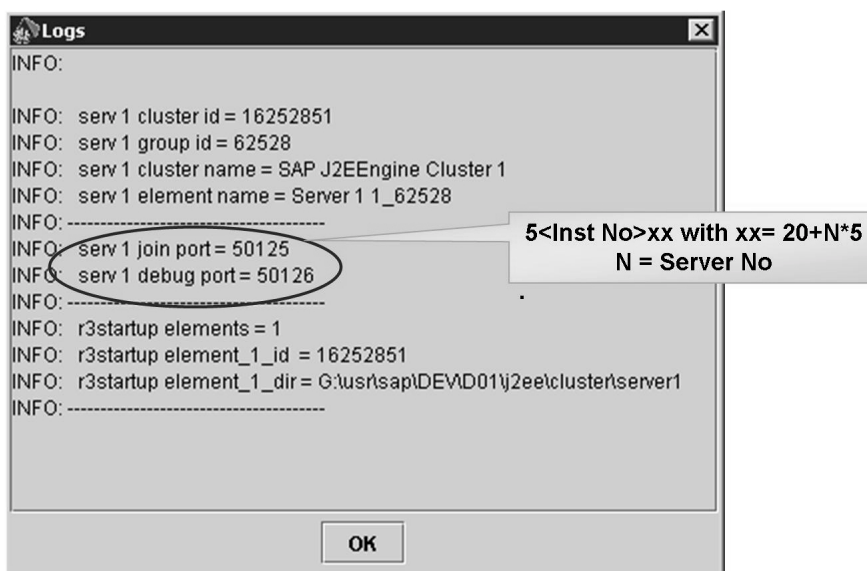 Logs
INFO:
INFO: serv 1 cluster id = 16252851
INFO: serv 1 group id = 62528
INFO: serv 1 cluster name = SAP J2EEngine Cluster 1
INFO: serv 1 element name = Server 1 1_62528
INFO: ----------------------------------------
INFO: serv 1 join port = 50125
INFO: serv 1 debug port = 50126
INFO: ----------------------------------------
INFO: r3startup elements = 1
INFO: r3startup element_1_id = 16252851
INFO: r3startup element_1_dir = G:\usr\sap\DEV\D01\j2ee\cluster\server1
INFO: ----------------------------------------
5<Inst No>xx with xx= 20+N*5
N = Server No
.
OK